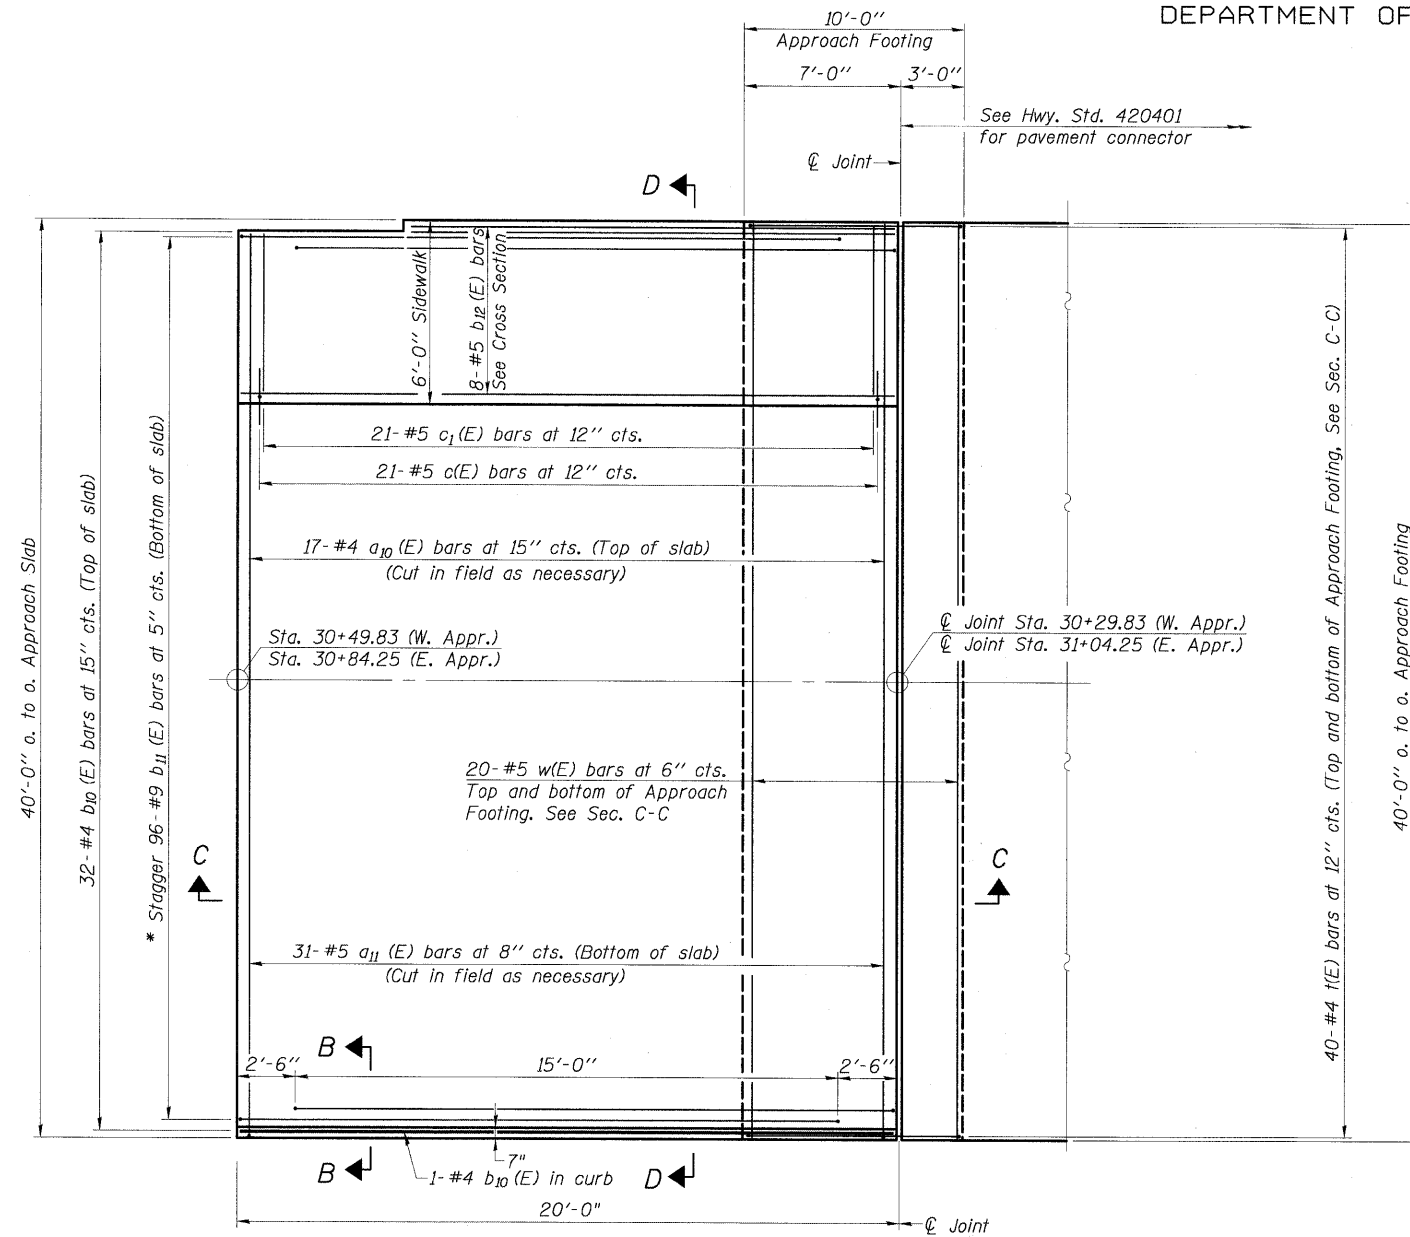 DEPARTMENT OF
10'-0"
Approach Footing
7'-0"
3'-0"
See Hwy. Std. 420401
for pavement connector
℄ Joint
D
6'-0" Sidewalk
8-#5 b12(E) bars
See Cross Section
21-#5 c1(E) bars at 12" cts.
21-#5 c(E) bars at 12" cts.
17-#4 a10(E) bars at 15" cts. (Top of slab)
(Cut in field as necessary)
40'-0" o. to o. Approach Slab
32-#4 b10(E) bars at 15" cts. (Top of slab)
* Stagger 96-#9 b11(E) bars at 5" cts. (Bottom of slab)
Sta. 30+49.83 (W. Appr.)
Sta. 30+84.25 (E. Appr.)
℄ Joint Sta. 30+29.83 (W. Appr.)
℄ Joint Sta. 31+04.25 (E. Appr.)
40-#4 t(E) bars at 12" cts. (Top and bottom of Approach Footing, See Sec. C-C)
40'-0" o. to o. Approach Footing
20-#5 w(E) bars at 6" cts.
Top and bottom of Approach
Footing. See Sec. C-C
C
C
31-#5 a11(E) bars at 8" cts. (Bottom of slab)
(Cut in field as necessary)
B
2'-6"
15'-0"
2'-6"
7"
B
1-#4 b10(E) in curb
D
20'-0"
℄ Joint